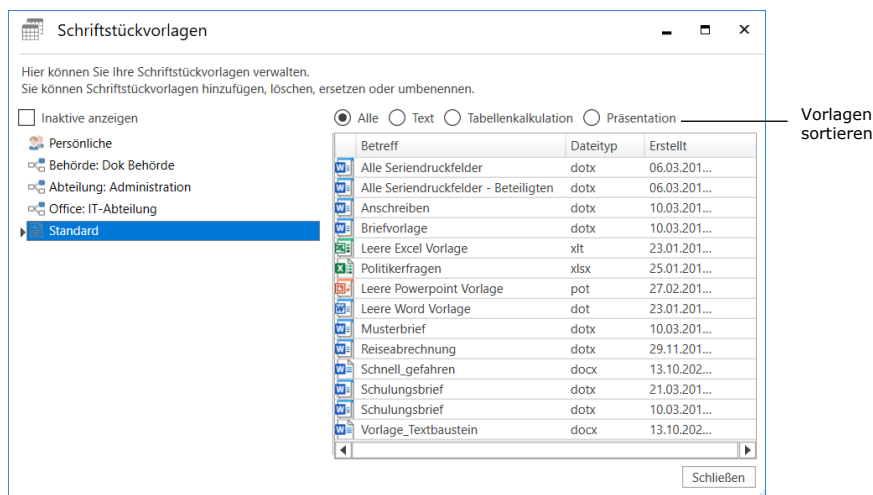 Schriftstückvorlagen
Hier können Sie Ihre Schriftstückvorlagen verwalten.
Sie können Schriftstückvorlagen hinzufügen, löschen, ersetzen oder umbenennen.
Inaktive anzeigen
Alle Text Tabellenkalkulation Präsentation
Vorlagen
sortieren
Persönliche
Behörde: Dok Behörde
Abteilung: Administration
Office: IT-Abteilung
Standard
Betreff Dateityp Erstellt
Alle Seriendruckfelder dotx 06.03.201...
Alle Seriendruckfelder - Beteiligten dotx 06.03.201...
Anschreiben dotx 10.03.201...
Briefvorlage dotx 10.03.201...
Leere Excel Vorlage xlt 23.01.201...
Politikerfragen xlsx 25.01.201...
Leere Powerpoint Vorlage pot 27.02.201...
Leere Word Vorlage dot 23.01.201...
Musterbrief dotx 10.03.201...
Reiseabrechnung dotx 29.11.201...
Schnell_gefahren docx 13.10.202...
Schulungsbrief dotx 21.03.201...
Schulungsbrief dotx 10.03.201...
Vorlage_Textbaustein docx 13.10.202...
Schließen